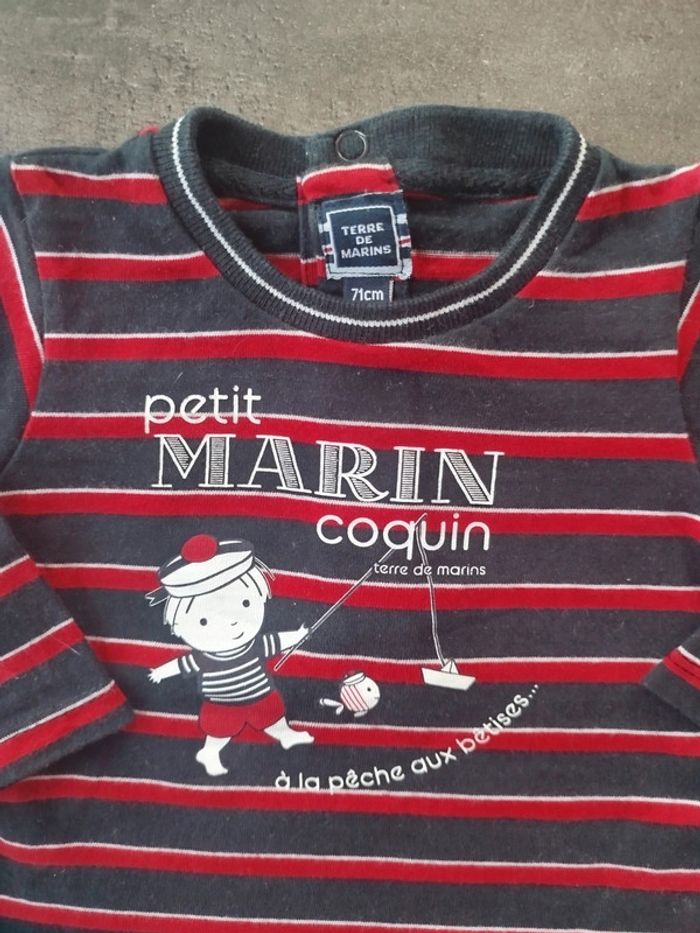 TERRE
DE
MARINS
71cm
petit
MARIN
coquin
terre de marins
à la pêche aux bêtises...